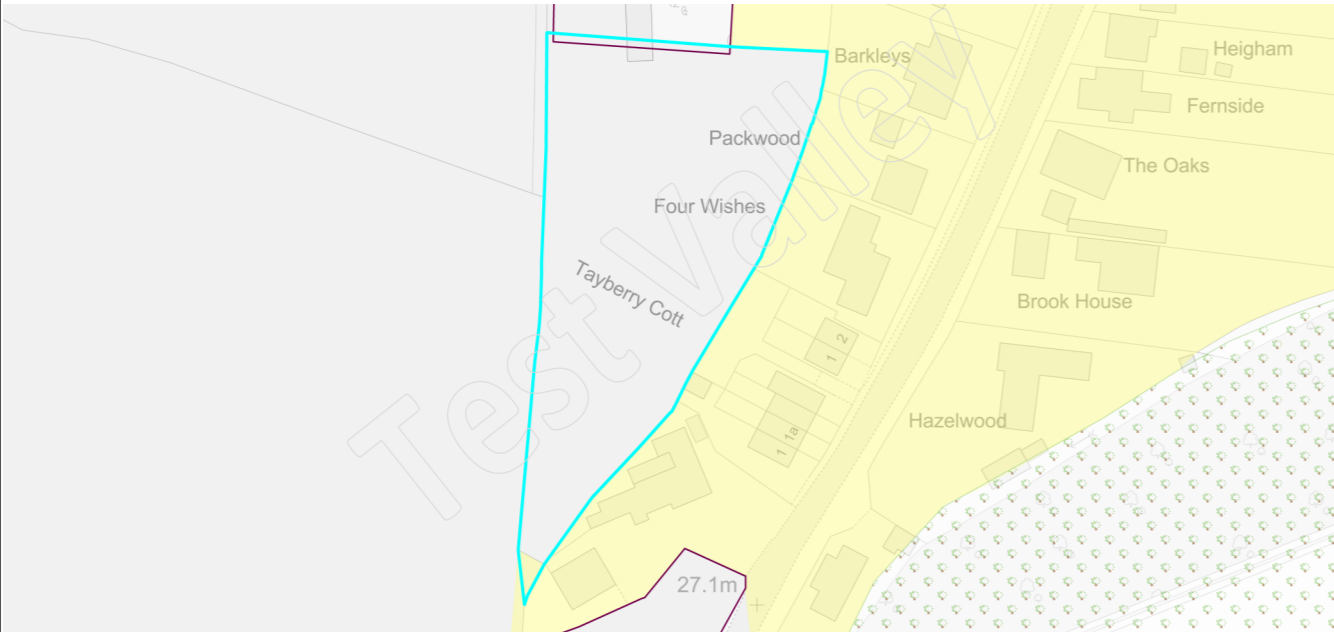 Barkleys
Heigham
Fernside
Packwood
The Oaks
Four Wishes
Tayberry Cott
Brook House
1 2
Hazelwood
1 1a
27.1m
Test Valley